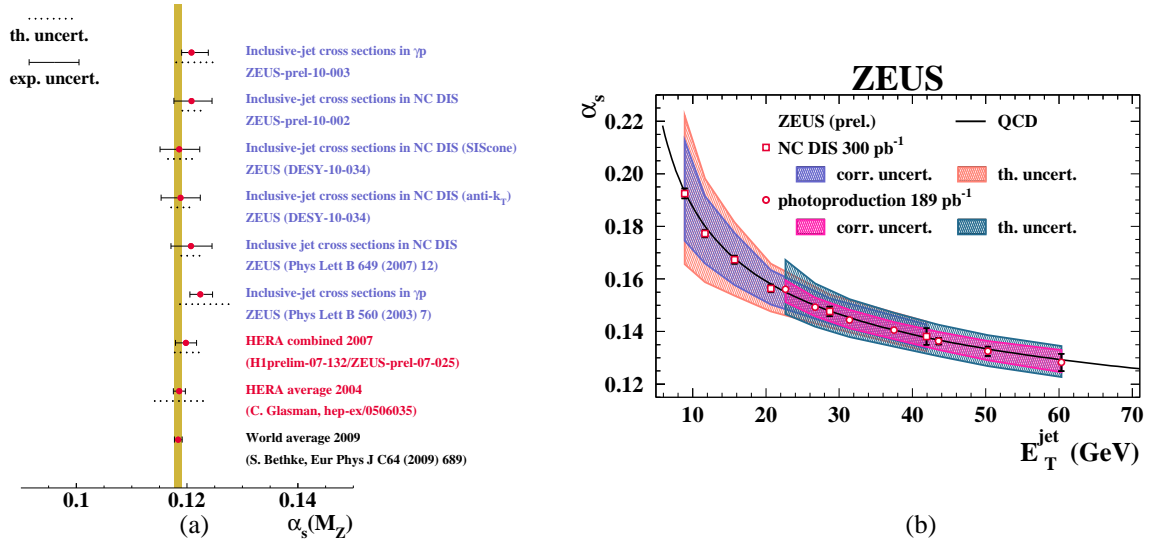 th. uncert.
exp. uncert.
Inclusive-jet cross sections in γp
ZEUS-prel-10-003
Inclusive-jet cross sections in NC DIS
ZEUS-prel-10-002
Inclusive-jet cross sections in NC DIS (SIScone)
ZEUS (DESY-10-034)
Inclusive-jet cross sections in NC DIS (anti-k_T)
ZEUS (DESY-10-034)
Inclusive jet cross sections in NC DIS
ZEUS (Phys Lett B 649 (2007) 12)
Inclusive-jet cross sections in γp
ZEUS (Phys Lett B 560 (2003) 7)
HERA combined 2007
(H1prelim-07-132/ZEUS-prel-07-025)
HERA average 2004
(C. Glasman, hep-ex/0506035)
World average 2009
(S. Bethke, Eur Phys J C64 (2009) 689)
0.1 0.12 0.14
α_s(M_Z)
(a)
ZEUS
α_s
0.22
0.20
0.18
0.16
0.14
0.12
ZEUS (prel.) QCD
NC DIS 300 pb⁻¹
corr. uncert. th. uncert.
photoproduction 189 pb⁻¹
corr. uncert. th. uncert.
10 20 30 40 50 60 70
E_T^jet (GeV)
(b)